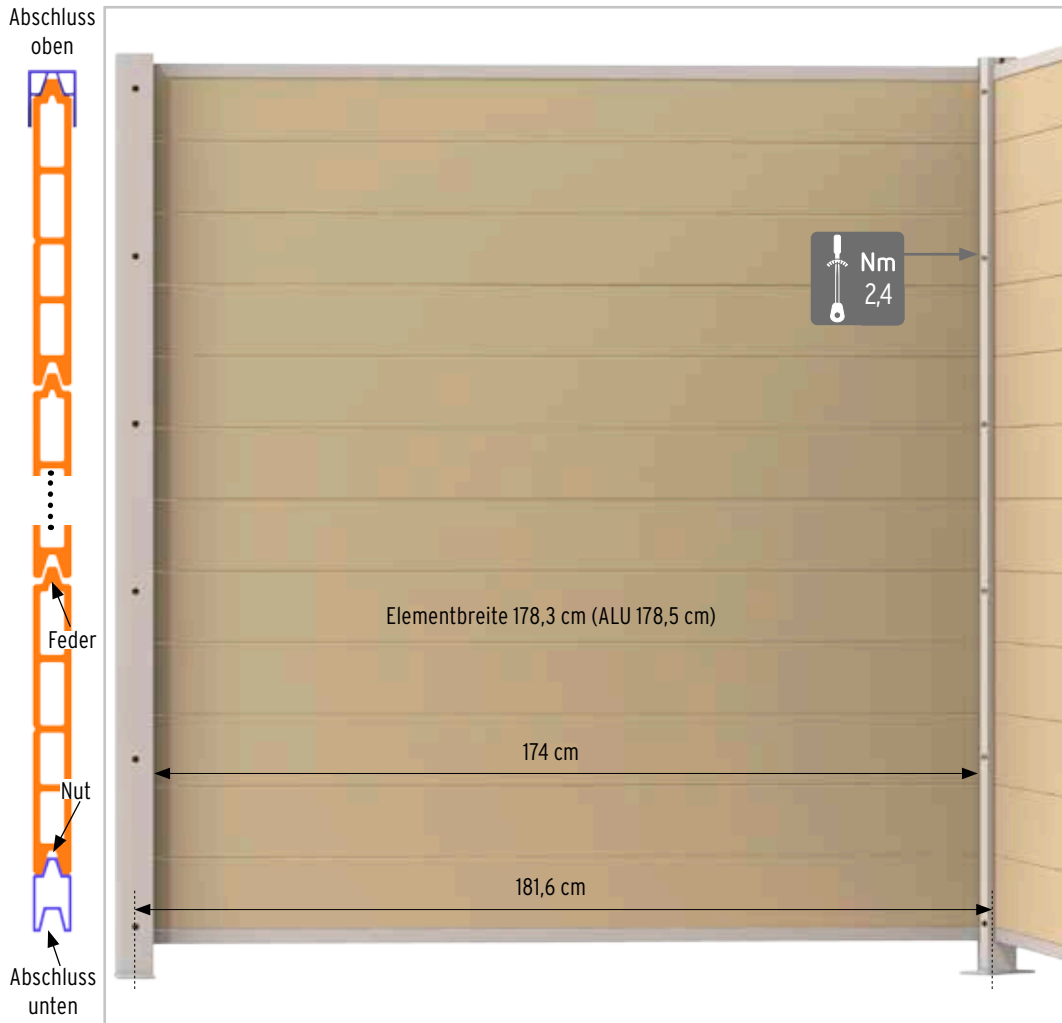 Abschluss
oben
Nm
2,4
Feder
Elementbreite 178,3 cm (ALU 178,5 cm)
174 cm
Nut
181,6 cm
Abschluss
unten